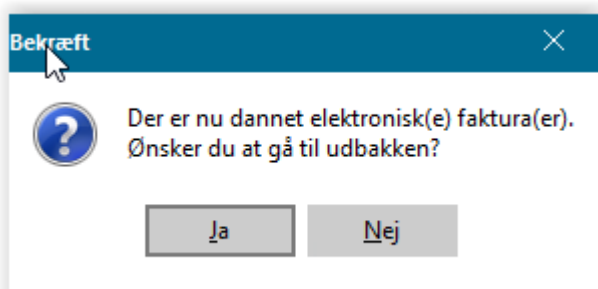 Bekræft
Der er nu dannet elektronisk(e) faktura(er).
Ønsker du at gå til udbakken?
Ja
Nej